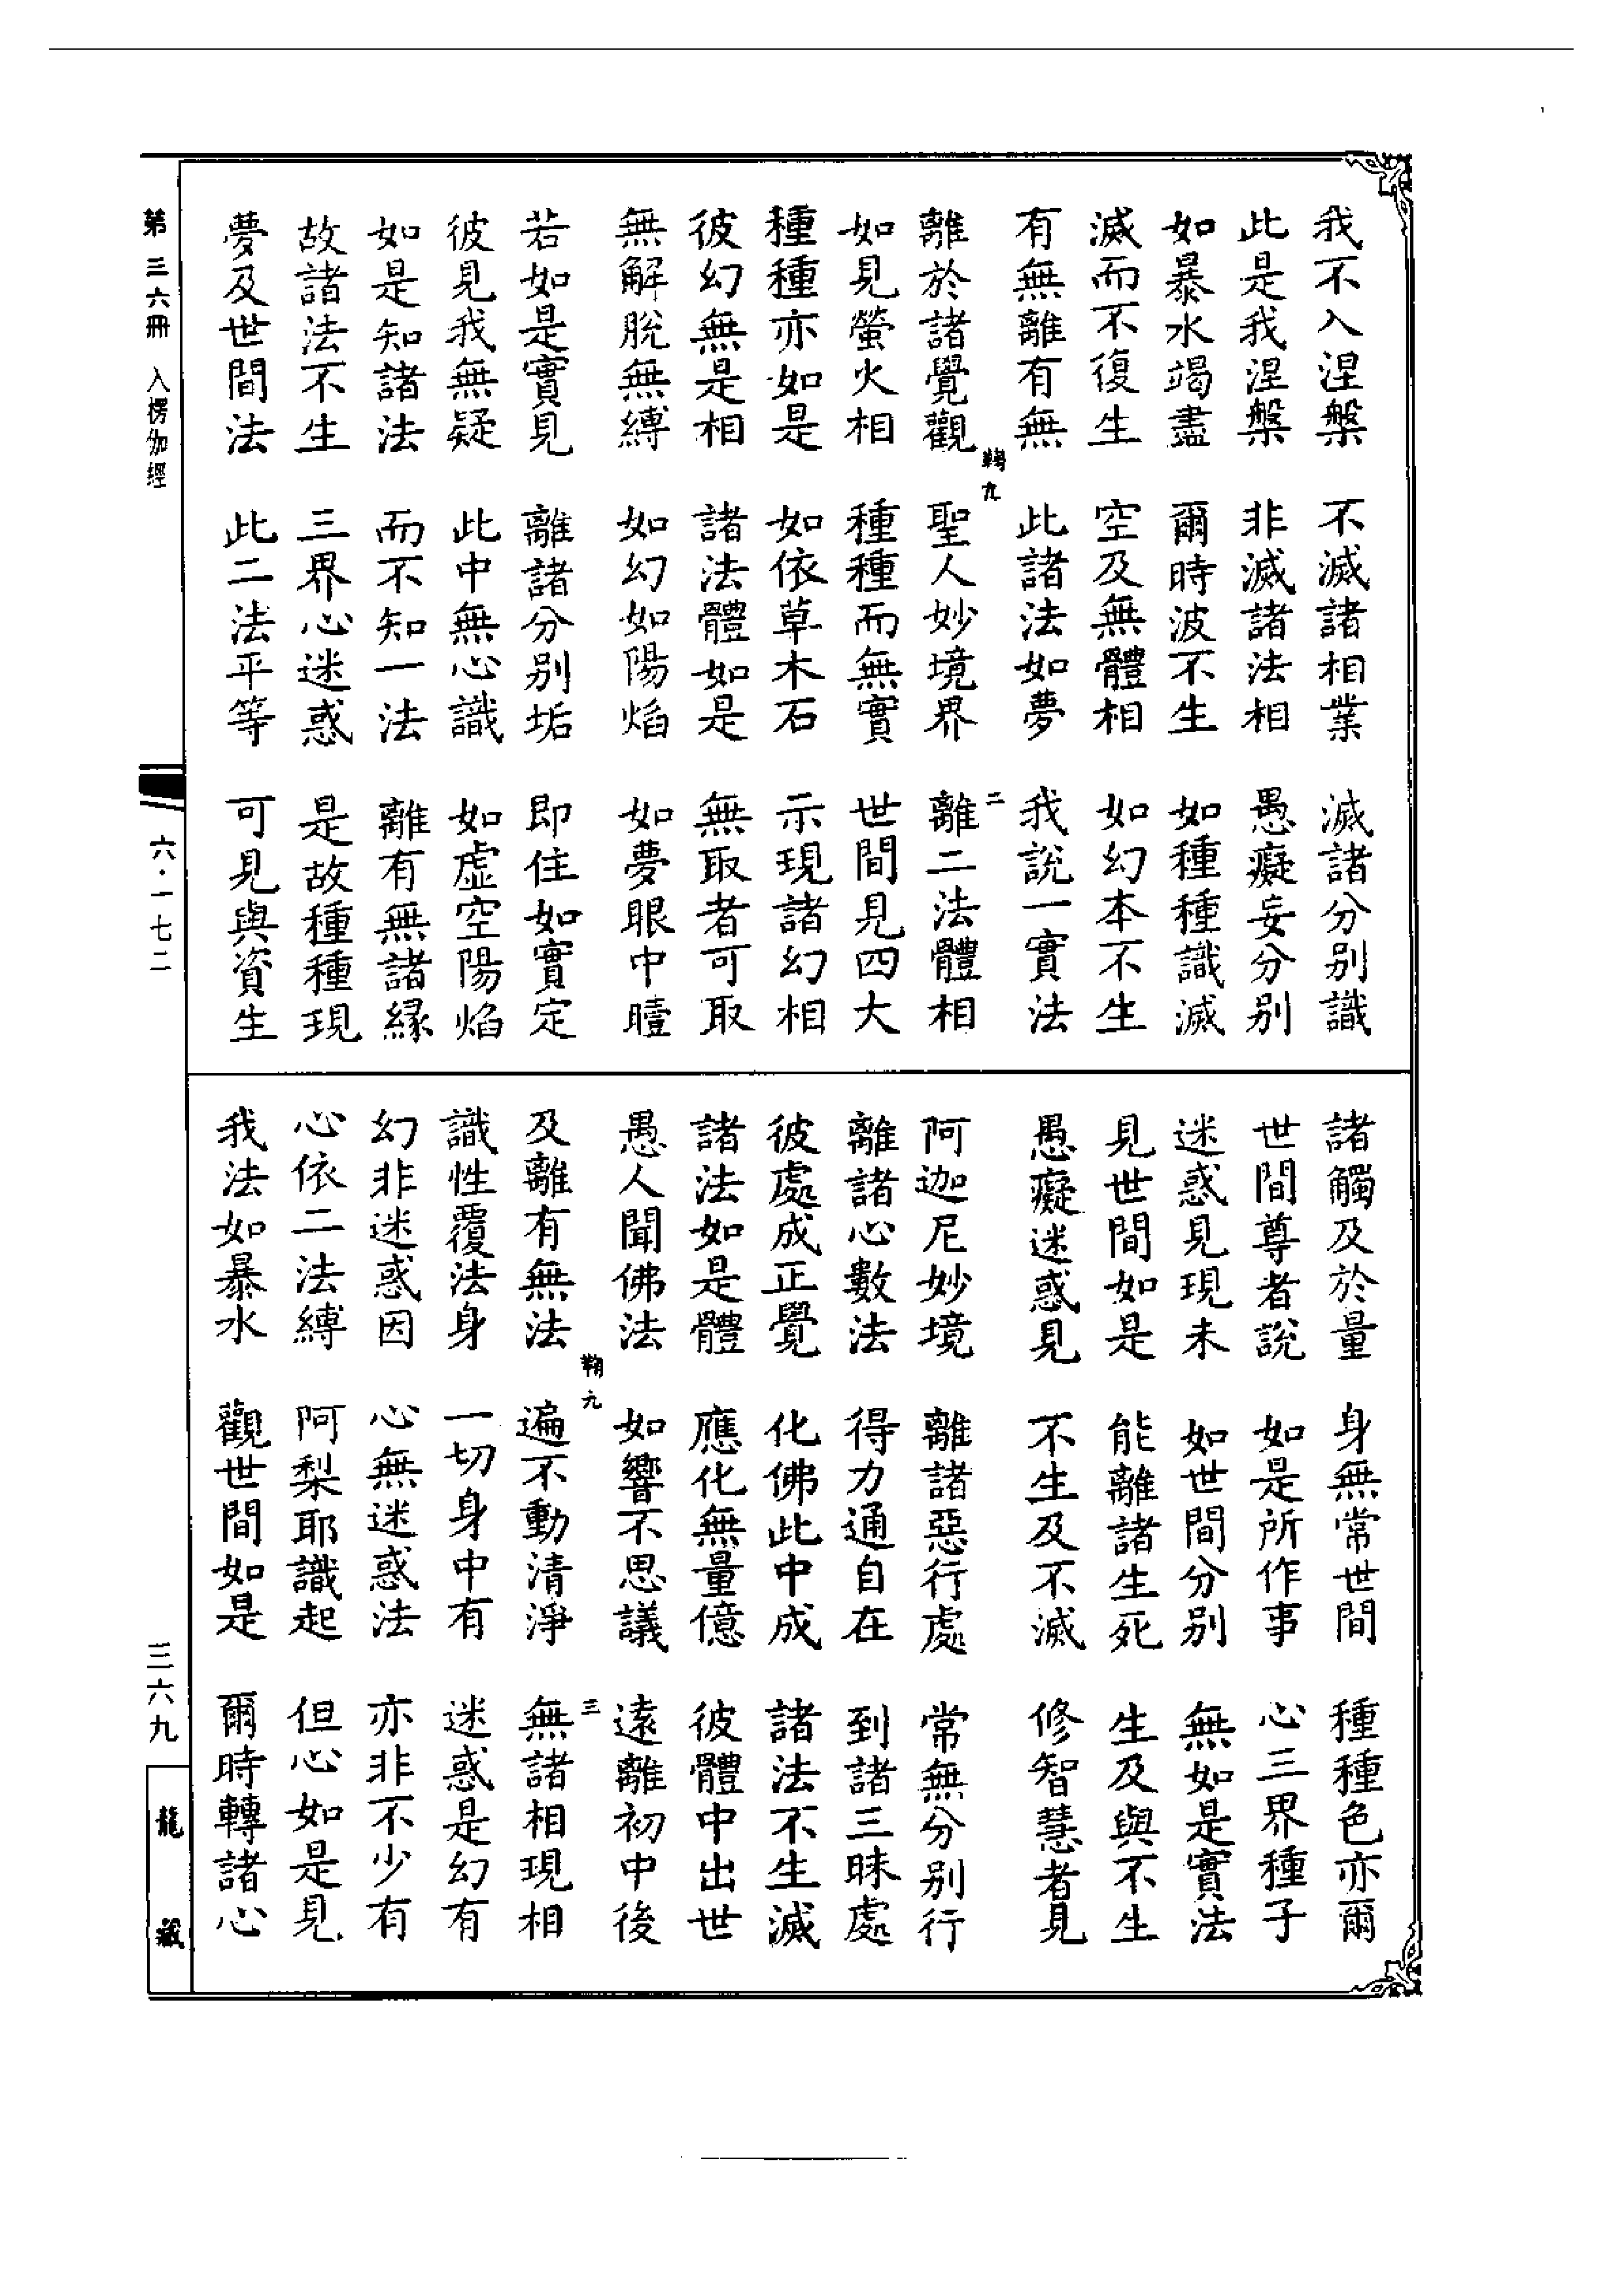 我不入涅槃　不滅諸相業　滅諸分別識
此是我涅槃　非滅諸法相　愚癡妄分別
如暴水竭盡　爾時波不生　如種種識滅
滅而不復生　空及無體相　如幻本不生
有無離有無　此諸法如夢　我說一實法
離於諸覺觀　聖人妙境界　離二法體相
如見螢火相　種種而無實　世間見四大
種種亦如是　如依草木石　示現諸幻相
彼幻無是相　諸法體如是　無取者可取
無解脫無縛　如幻如陽焰　如夢眼中曀
若如是實見　離諸分別垢　即住如實定
彼見我無疑　此中無心識　如虛空陽焰
如是知諸法　而不知一法　離有無諸緣
故諸法不生　三界心迷惑　是故種種現
夢及世間法　此二法平等　可見與資生
諸觸及於量　身無常世間　種種色亦爾
世間尊者說　如是所作事　心三界種子
迷惑見現未　如世間分別　無如是實法
見世間如是　能離諸生死　生及與不生
愚癡迷惑見　不生及不滅　修智慧者見
阿迦尼妙境　離諸惡行處　常無分別行
離諸心數法　得力通自在　到諸三昧處
彼處成正覺　化佛此中成　諸法不生滅
諸法如是體　應化無量億　彼體中出世
愚人聞佛法　如響不思議　遠離初中後
及離有無法　遍不動清淨　無諸相現相
識性覆法身　一切身中有　迷惑是幻有
幻非迷惑因　心無迷惑法　亦非不少有
心依二法縛　阿梨耶識起　但心如是見
我法如暴水　觀世間如是　爾時轉諸心
第三六冊　入楞伽經
六·一七二
三六九
龍藏
九
二
九
三